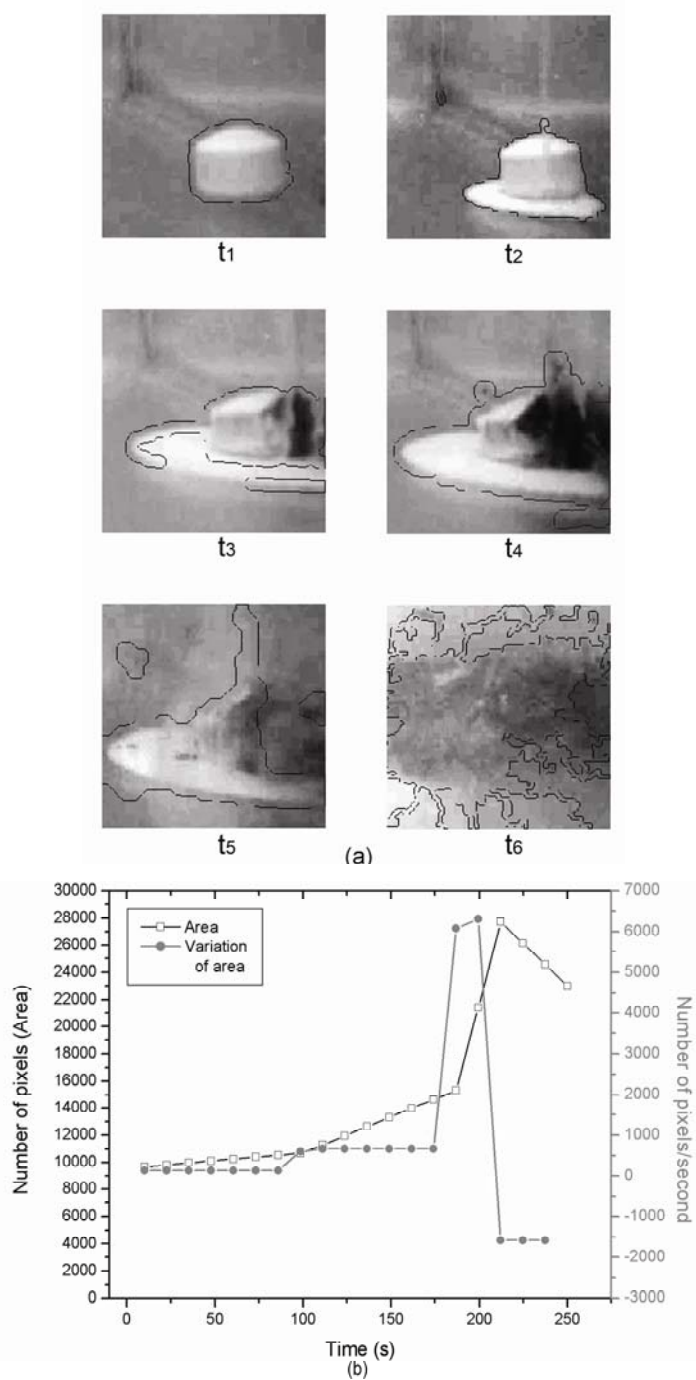 t1
t2
t3
t4
t5
t6
(a)
30000
28000
26000
24000
22000
20000
18000
16000
14000
12000
10000
8000
6000
4000
2000
0
Number of pixels (Area)
Area
Variation
of area
7000
6000
5000
4000
3000
2000
1000
0
-1000
-2000
-3000
Number of pixels/second
0
50
100
150
200
250
Time (s)
(b)